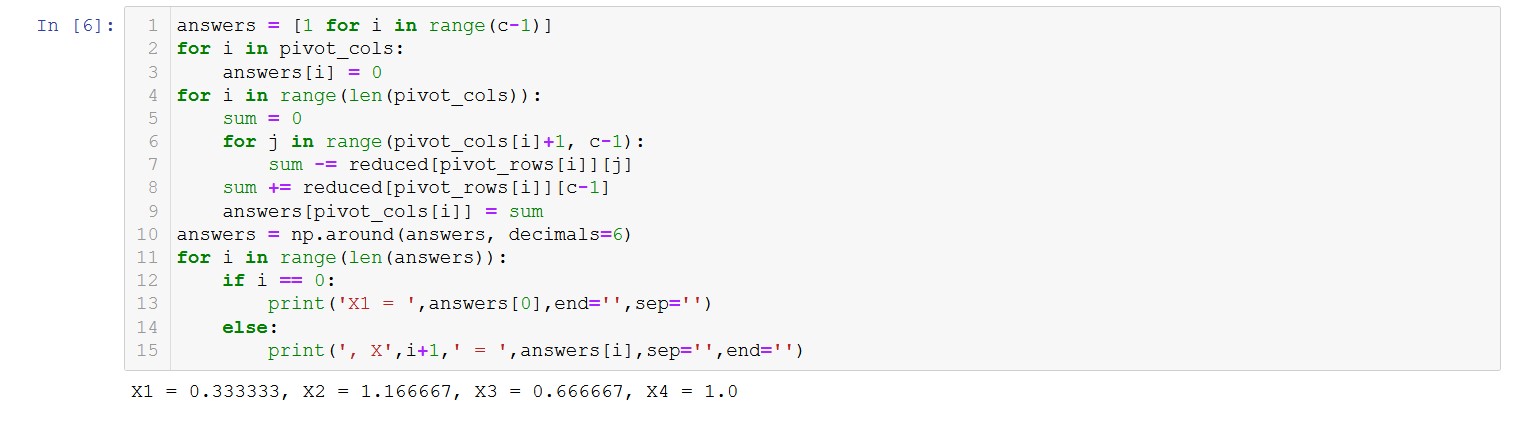 In [6]:
1 answers = [1 for i in range(c-1)]
2 for i in pivot_cols:
3     answers[i] = 0
4 for i in range(len(pivot_cols)):
5     sum = 0
6     for j in range(pivot_cols[i]+1, c-1):
7         sum -= reduced[pivot_rows[i]][j]
8     sum += reduced[pivot_rows[i]][c-1]
9     answers[pivot_cols[i]] = sum
10 answers = np.around(answers, decimals=6)
11 for i in range(len(answers)):
12     if i == 0:
13         print('X1 = ',answers[0],end='',sep='')
14     else:
15         print(', X',i+1,' = ',answers[i],sep='',end='')
X1 = 0.333333, X2 = 1.166667, X3 = 0.666667, X4 = 1.0